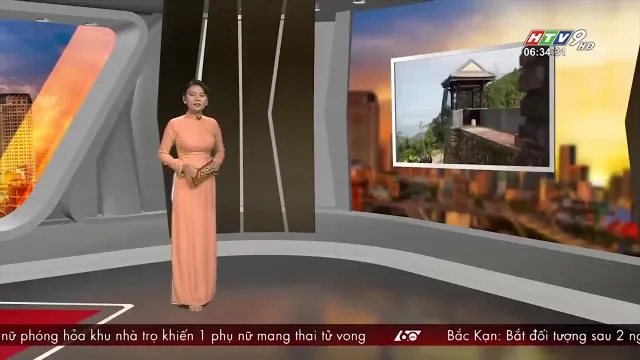 HTV9 HD
06:34:31
nữ phóng hỏa khu nhà trọ khiến 1 phụ nữ mang thai tử vong 60 Bắc Kạn: Bắt đối tượng sau 2